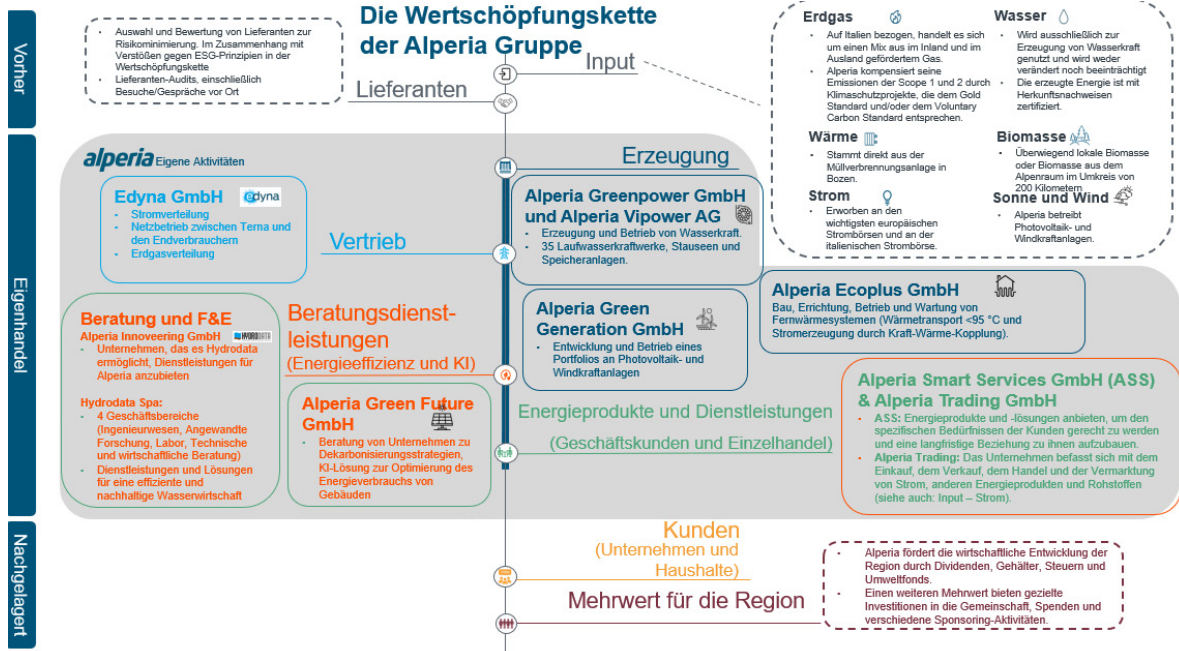 Die Wertschöpfungskette
der Alperia Gruppe
Vorher
Eigenhandel
Nachgelagert
Auswahl und Bewertung von Lieferanten zur
Risikominimierung. Im Zusammenhang mit
Verstößen gegen ESG-Prinzipien in der
Wertschöpfungskette
Lieferanten-Audits, einschließlich
Besuche/Gespräche vor Ort
Input
Lieferanten
Erdgas
Auf Italien bezogen, handelt es sich
um einen Mix aus im Inland und im
Ausland gefördertem Gas.
Alperia kompensiert seine
Emissionen der Scope 1 und 2 durch
Klimaschutzprojekte, die dem Gold
Standard und/oder dem Voluntary
Carbon Standard entsprechen.
Wasser
Wird ausschließlich zur
Erzeugung von Wasserkraft
genutzt und wird weder
verändert noch beeinträchtigt
Die erzeugte Energie ist mit
Herkunftsnachweisen
zertifiziert.
Wärme
Stammt direkt aus der
Müllverbrennungsanlage in
Bozen.
Biomasse
Überwiegend lokale Biomasse
oder Biomasse aus dem
Alpenraum im Umkreis von
200 Kilometern
Strom
Erworben an den
wichtigsten europäischen
Strombörsen und an der
italienischen Strombörse.
Sonne und Wind
Alperia betreibt
Photovoltaik- und
Windkraftanlagen.
alperia Eigene Aktivitäten
Erzeugung
Edyna GmbH
edyna
Stromverteilung
Netzbetrieb zwischen Terna und
den Endverbrauchern
Erdgasverteilung
Vertrieb
Alperia Greenpower GmbH
und Alperia Vipower AG
Erzeugung und Betrieb von Wasserkraft.
35 Laufwasserkraftwerke, Stauseen und
Speicheranlagen.
Alperia Ecoplus GmbH
Bau, Errichtung, Betrieb und Wartung von
Fernwärmesystemen (Wärmetransport <95 °C und
Stromerzeugung durch Kraft-Wärme-Kopplung).
Alperia Green
Generation GmbH
Entwicklung und Betrieb eines
Portfolios an Photovoltaik- und
Windkraftanlagen
Beratungsdienst-
leistungen
(Energieeffizienz und KI)
Beratung und F&E
Alperia Innoveering GmbH
HYDRODATA
Unternehmen, das es Hydrodata
ermöglicht, Dienstleistungen für
Alperia anzubieten
Hydrodata Spa:
4 Geschäftsbereiche
(Ingenieurwesen, Angewandte
Forschung, Labor, Technische
und wirtschaftliche Beratung)
Dienstleistungen und Lösungen
für eine effiziente und
nachhaltige Wasserwirtschaft
Alperia Green Future
GmbH
Beratung von Unternehmen zu
Dekarbonisierungsstrategien,
KI-Lösung zur Optimierung des
Energieverbrauchs von
Gebäuden
Energieprodukte und Dienstleistungen
(Geschäftskunden und Einzelhandel)
Alperia Smart Services GmbH (ASS)
& Alperia Trading GmbH
ASS: Energieprodukte und -lösungen anbieten, um den
spezifischen Bedürfnissen der Kunden gerecht zu werden
und eine langfristige Beziehung zu ihnen aufzubauen.
Alperia Trading: Das Unternehmen befasst sich mit dem
Einkauf, dem Verkauf, dem Handel und der Vermarktung
von Strom, anderen Energieprodukten und Rohstoffen
(siehe auch: Input – Strom).
Kunden
(Unternehmen und
Haushalte)
Mehrwert für die Region
Alperia fördert die wirtschaftliche Entwicklung der
Region durch Dividenden, Gehälter, Steuern und
Umweltfonds.
Einen weiteren Mehrwert bieten gezielte
Investitionen in die Gemeinschaft, Spenden und
verschiedene Sponsoring-Aktivitäten.